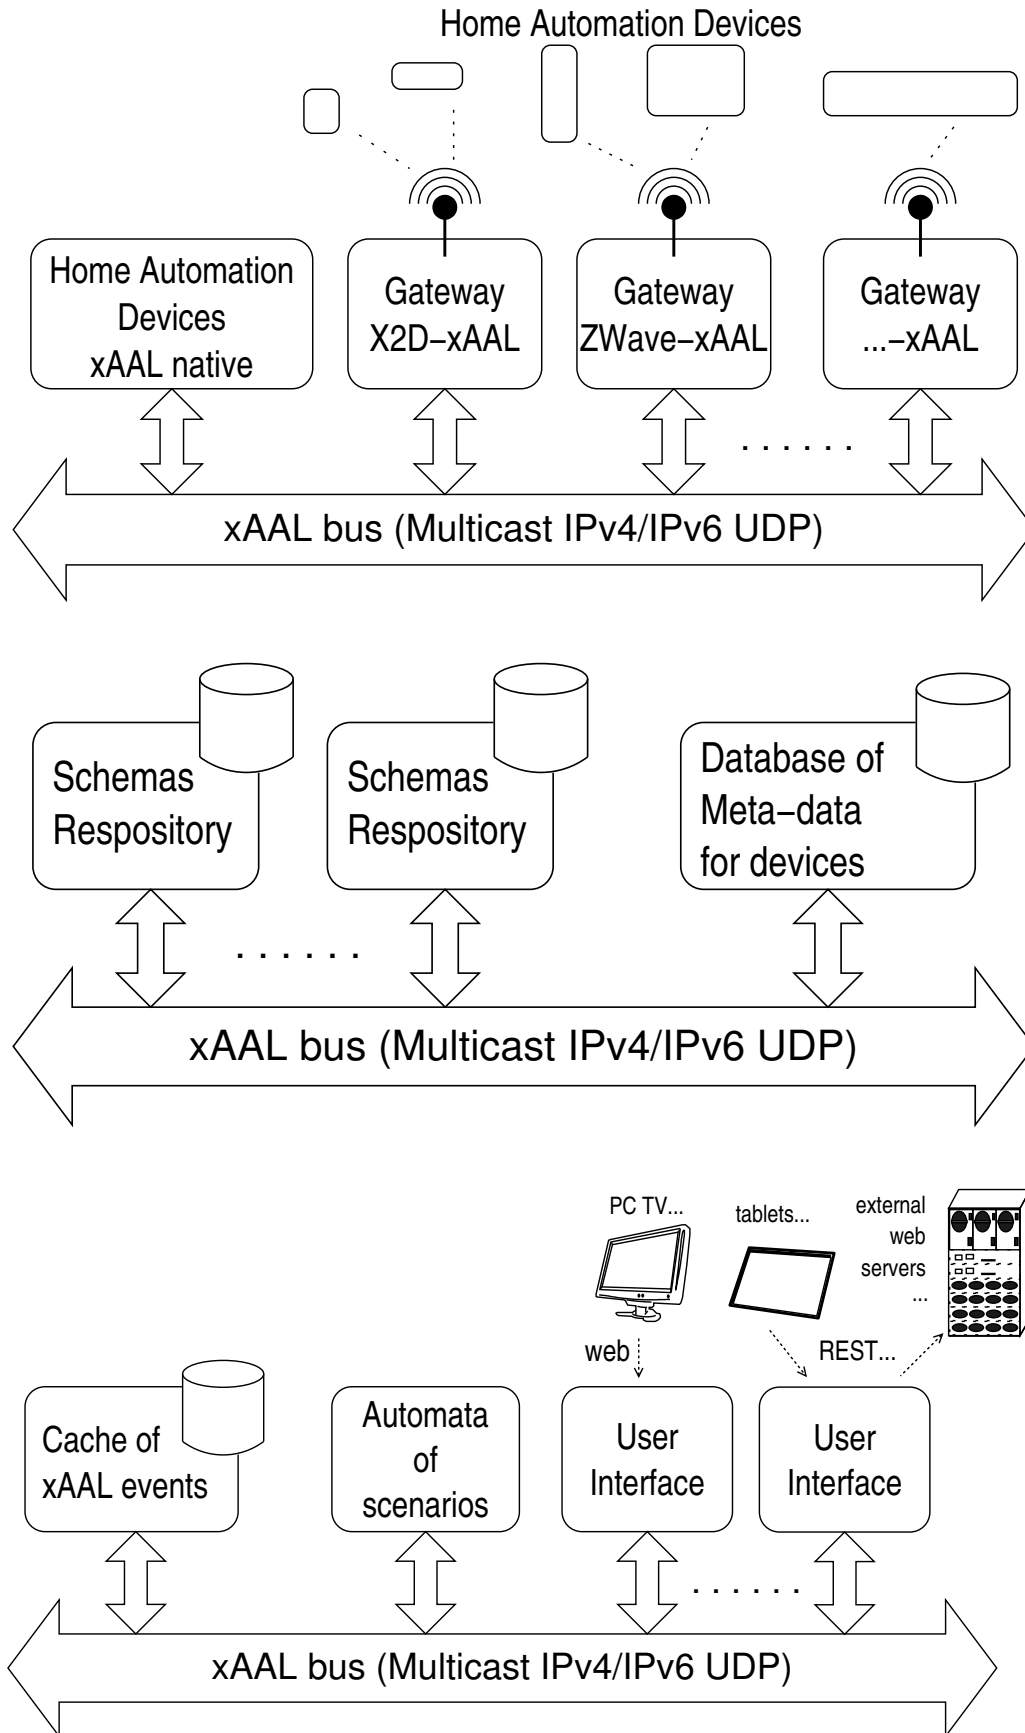 Home Automation Devices
Home Automation
Devices
xAAL native
Gateway
X2D−xAAL
Gateway
ZWave−xAAL
Gateway
...−xAAL
. . . . . .
xAAL bus (Multicast IPv4/IPv6 UDP)
Schemas
Respository
Schemas
Respository
Database of
Meta−data
for devices
. . . . . .
xAAL bus (Multicast IPv4/IPv6 UDP)
PC TV...
tablets...
external
web
servers
...
web
REST...
Cache of
xAAL events
Automata
of
scenarios
User
Interface
User
Interface
. . . . . .
xAAL bus (Multicast IPv4/IPv6 UDP)